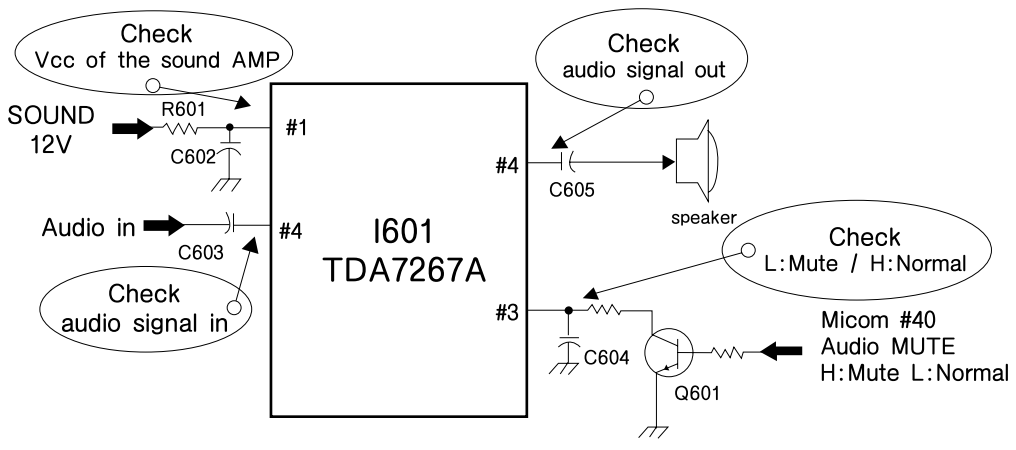 Check
Vcc of the sound AMP
Check
audio signal out
SOUND
12V
R601
#1
C602
#4
C605
speaker
Audio in
C603
#4
I601
TDA7267A
Check
L:Mute / H:Normal
Check
audio signal in
#3
C604
Q601
Micom #40
Audio MUTE
H:Mute L:Normal